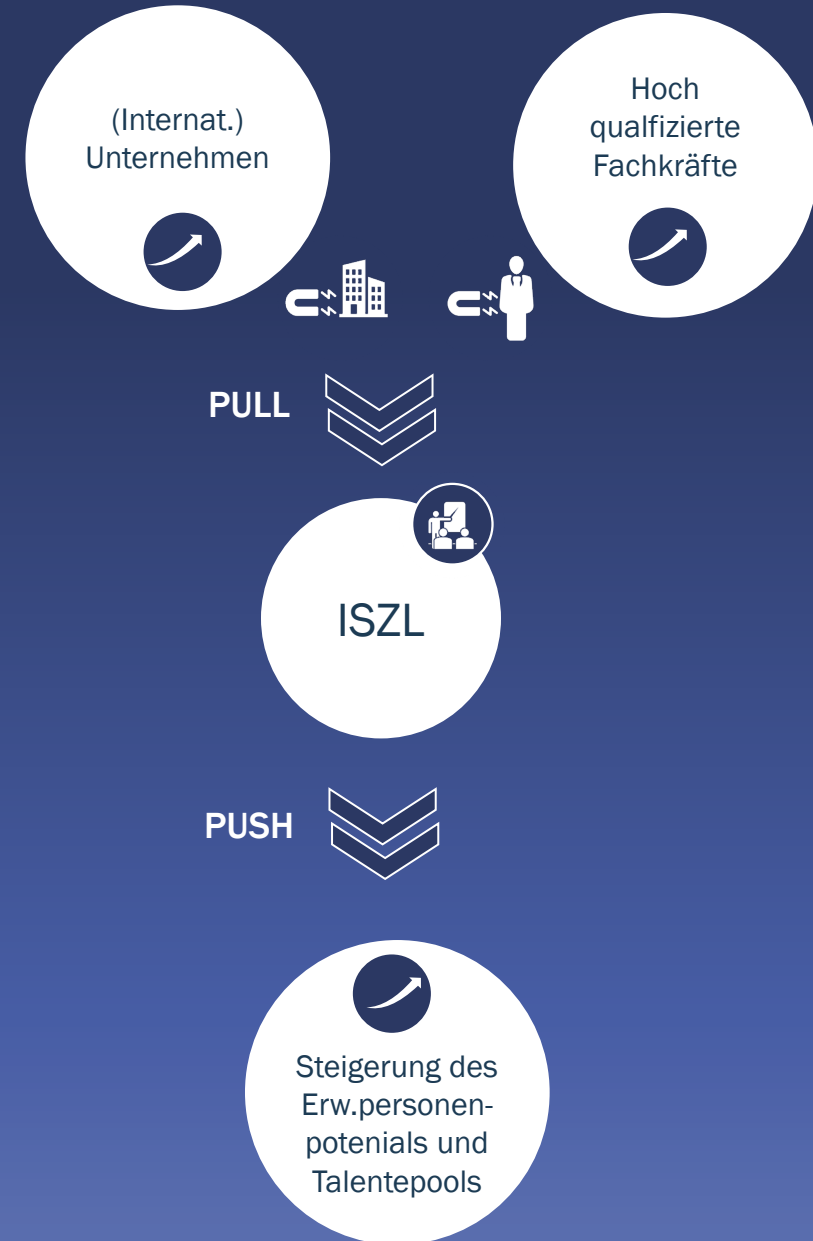 (Internat.)
Unternehmen
Hoch
qualfizierte
Fachkräfte
PULL
ISZL
PUSH
Steigerung des
Erw.personen-
potenials und
Talentepools